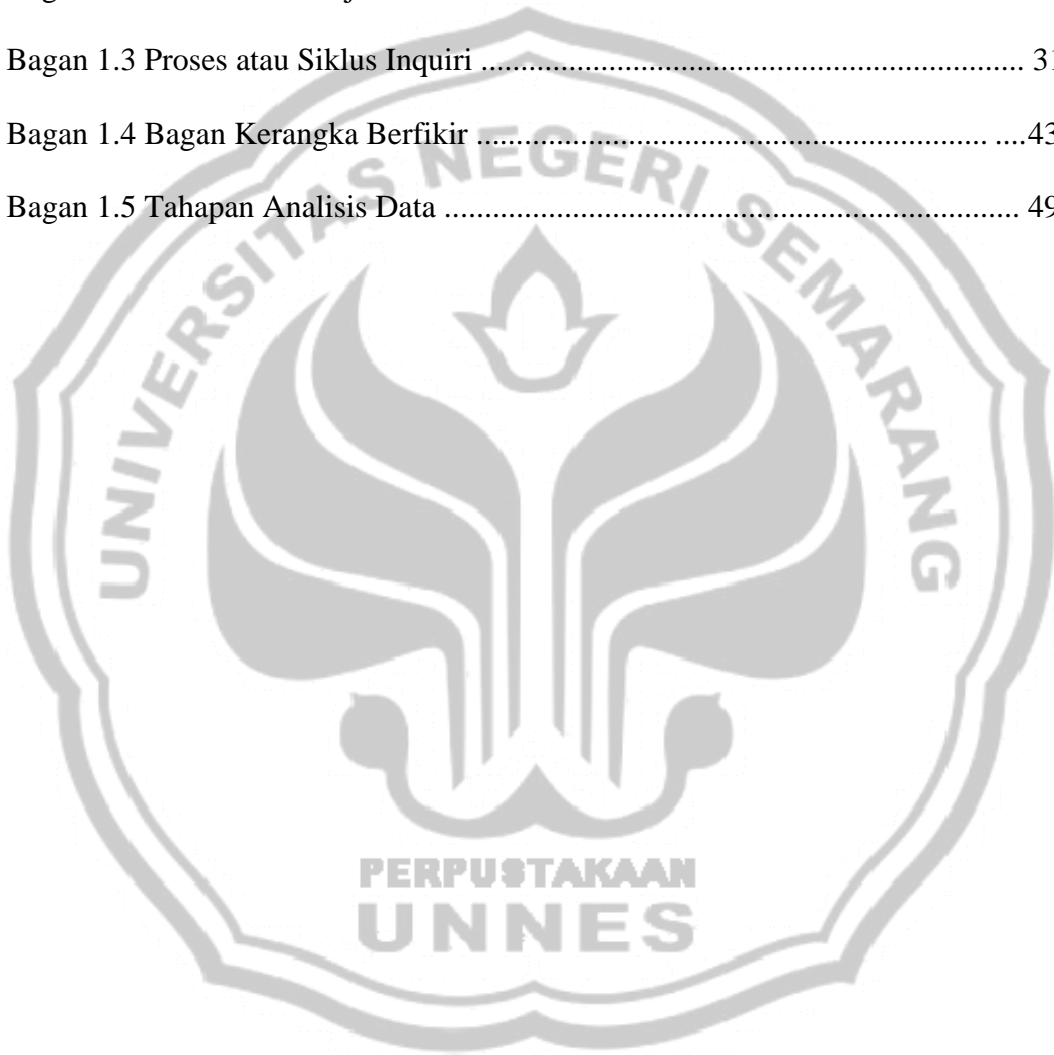 Bagan 1.3 Proses atau Siklus Inquiri .................................................................... 31
Bagan 1.4 Bagan Kerangka Berfikir ................................................................ ....43
Bagan 1.5 Tahapan Analisis Data ........................................................................ 49
UNIVERSITAS NEGERI SEMARANG
PERPUSTAKAAN
UNNES